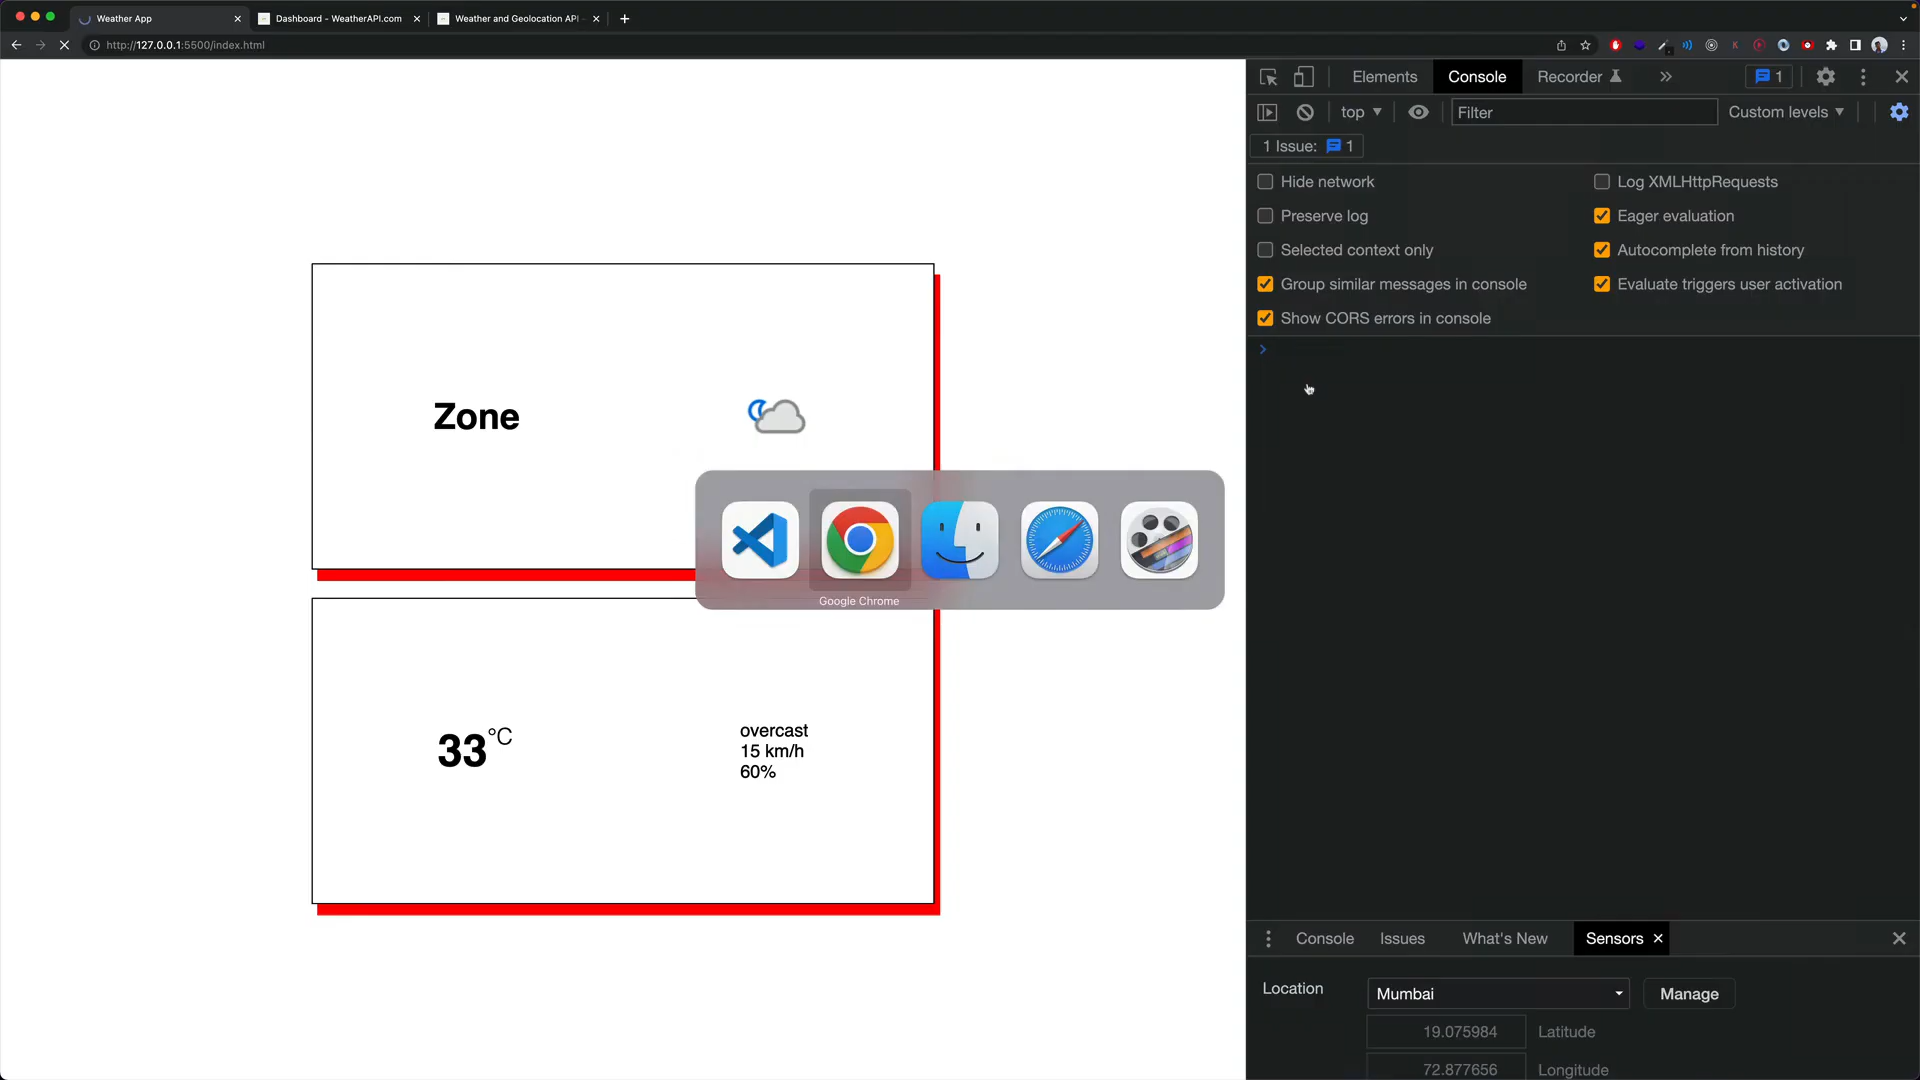 Weather App
Dashboard - WeatherAPI.com
Weather and Geolocation API
http://127.0.0.1:5500/index.html
Elements
Console
Recorder
1
top
Filter
Custom levels
1 Issue: 1
Hide network
Log XMLHttpRequests
Preserve log
Eager evaluation
Selected context only
Autocomplete from history
Group similar messages in console
Evaluate triggers user activation
Show CORS errors in console
Zone
Google Chrome
33°C
overcast
15 km/h
60%
Console
Issues
What's New
Sensors
Location
Mumbai
Manage
19.075984
Latitude
72.877656
Longitude